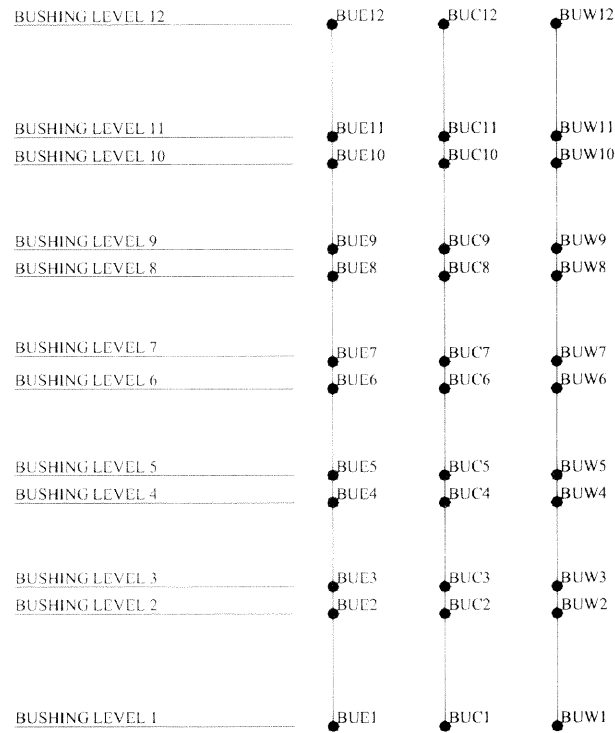 BUSHING LEVEL 12 BUE12 BUC12 BUW12
BUSHING LEVEL 11 BUE11 BUC11 BUW11
BUSHING LEVEL 10 BUE10 BUC10 BUW10
BUSHING LEVEL 9 BUE9 BUC9 BUW9
BUSHING LEVEL 8 BUE8 BUC8 BUW8
BUSHING LEVEL 7 BUE7 BUC7 BUW7
BUSHING LEVEL 6 BUE6 BUC6 BUW6
BUSHING LEVEL 5 BUE5 BUC5 BUW5
BUSHING LEVEL 4 BUE4 BUC4 BUW4
BUSHING LEVEL 3 BUE3 BUC3 BUW3
BUSHING LEVEL 2 BUE2 BUC2 BUW2
BUSHING LEVEL 1 BUE1 BUC1 BUW1